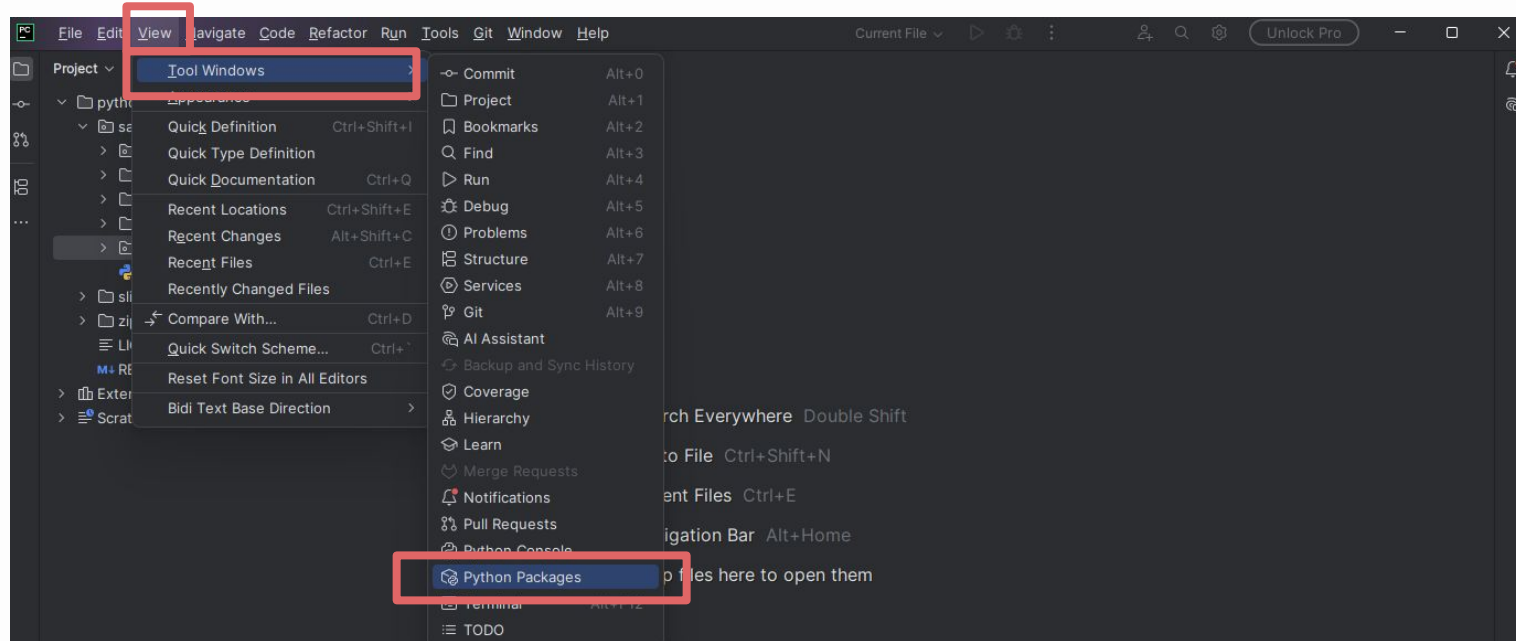 PC File Edit View Navigate Code Refactor Run Tools Git Window Help Current File Unlock Pro
Project
Tool Windows
Appearance
Quick Definition Ctrl+Shift+I
Quick Type Definition
Quick Documentation Ctrl+Q
Recent Locations Ctrl+Shift+E
Recent Changes Alt+Shift+C
Recent Files Ctrl+E
Recently Changed Files
Compare With... Ctrl+D
Quick Switch Scheme... Ctrl+`
Reset Font Size in All Editors
Bidi Text Base Direction
Commit Alt+0
Project Alt+1
Bookmarks Alt+2
Find Alt+3
Run Alt+4
Debug Alt+5
Problems Alt+6
Structure Alt+7
Services Alt+8
Git Alt+9
AI Assistant
Backup and Sync History
Coverage
Hierarchy
Learn
Merge Requests
Notifications
Pull Requests
Python Console
Python Packages
Terminal Alt+F12
TODO
Everywhere Double Shift
to File Ctrl+Shift+N
Files Ctrl+E
Bar Alt+Home
files here to open them